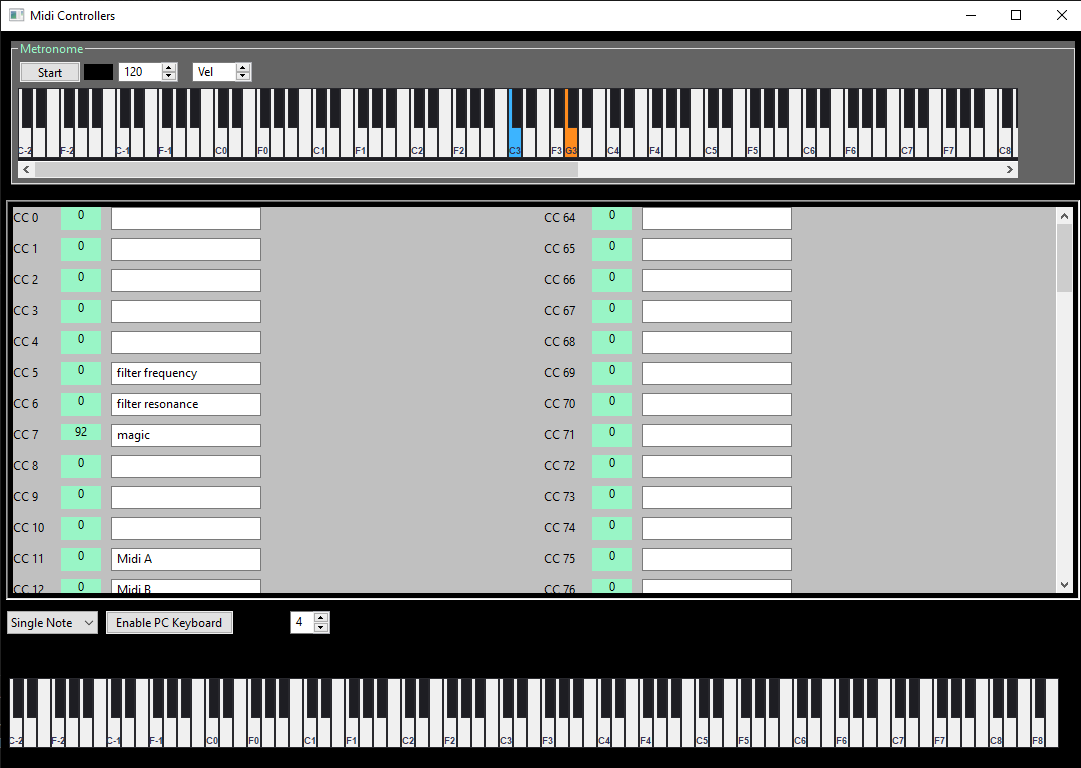 Midi Controllers
Metronome
Start 120 Vel
C-2 F-2 C-1 F-1 C0 F0 C1 F1 C2 F2 C3 F3 G3 C4 F4 C5 F5 C6 F6 C7 F7 C8
CC 0 0 CC 64 0
CC 1 0 CC 65 0
CC 2 0 CC 66 0
CC 3 0 CC 67 0
CC 4 0 CC 68 0
CC 5 0 filter frequency CC 69 0
CC 6 0 filter resonance CC 70 0
CC 7 92 magic CC 71 0
CC 8 0 CC 72 0
CC 9 0 CC 73 0
CC 10 0 CC 74 0
CC 11 0 Midi A CC 75 0
CC 12 0 Midi B CC 76 0
Single Note Enable PC Keyboard 4
C-2 F-2 C-1 F-1 C0 F0 C1 F1 C2 F2 C3 F3 C4 F4 C5 F5 C6 F6 C7 F7 C8 F8